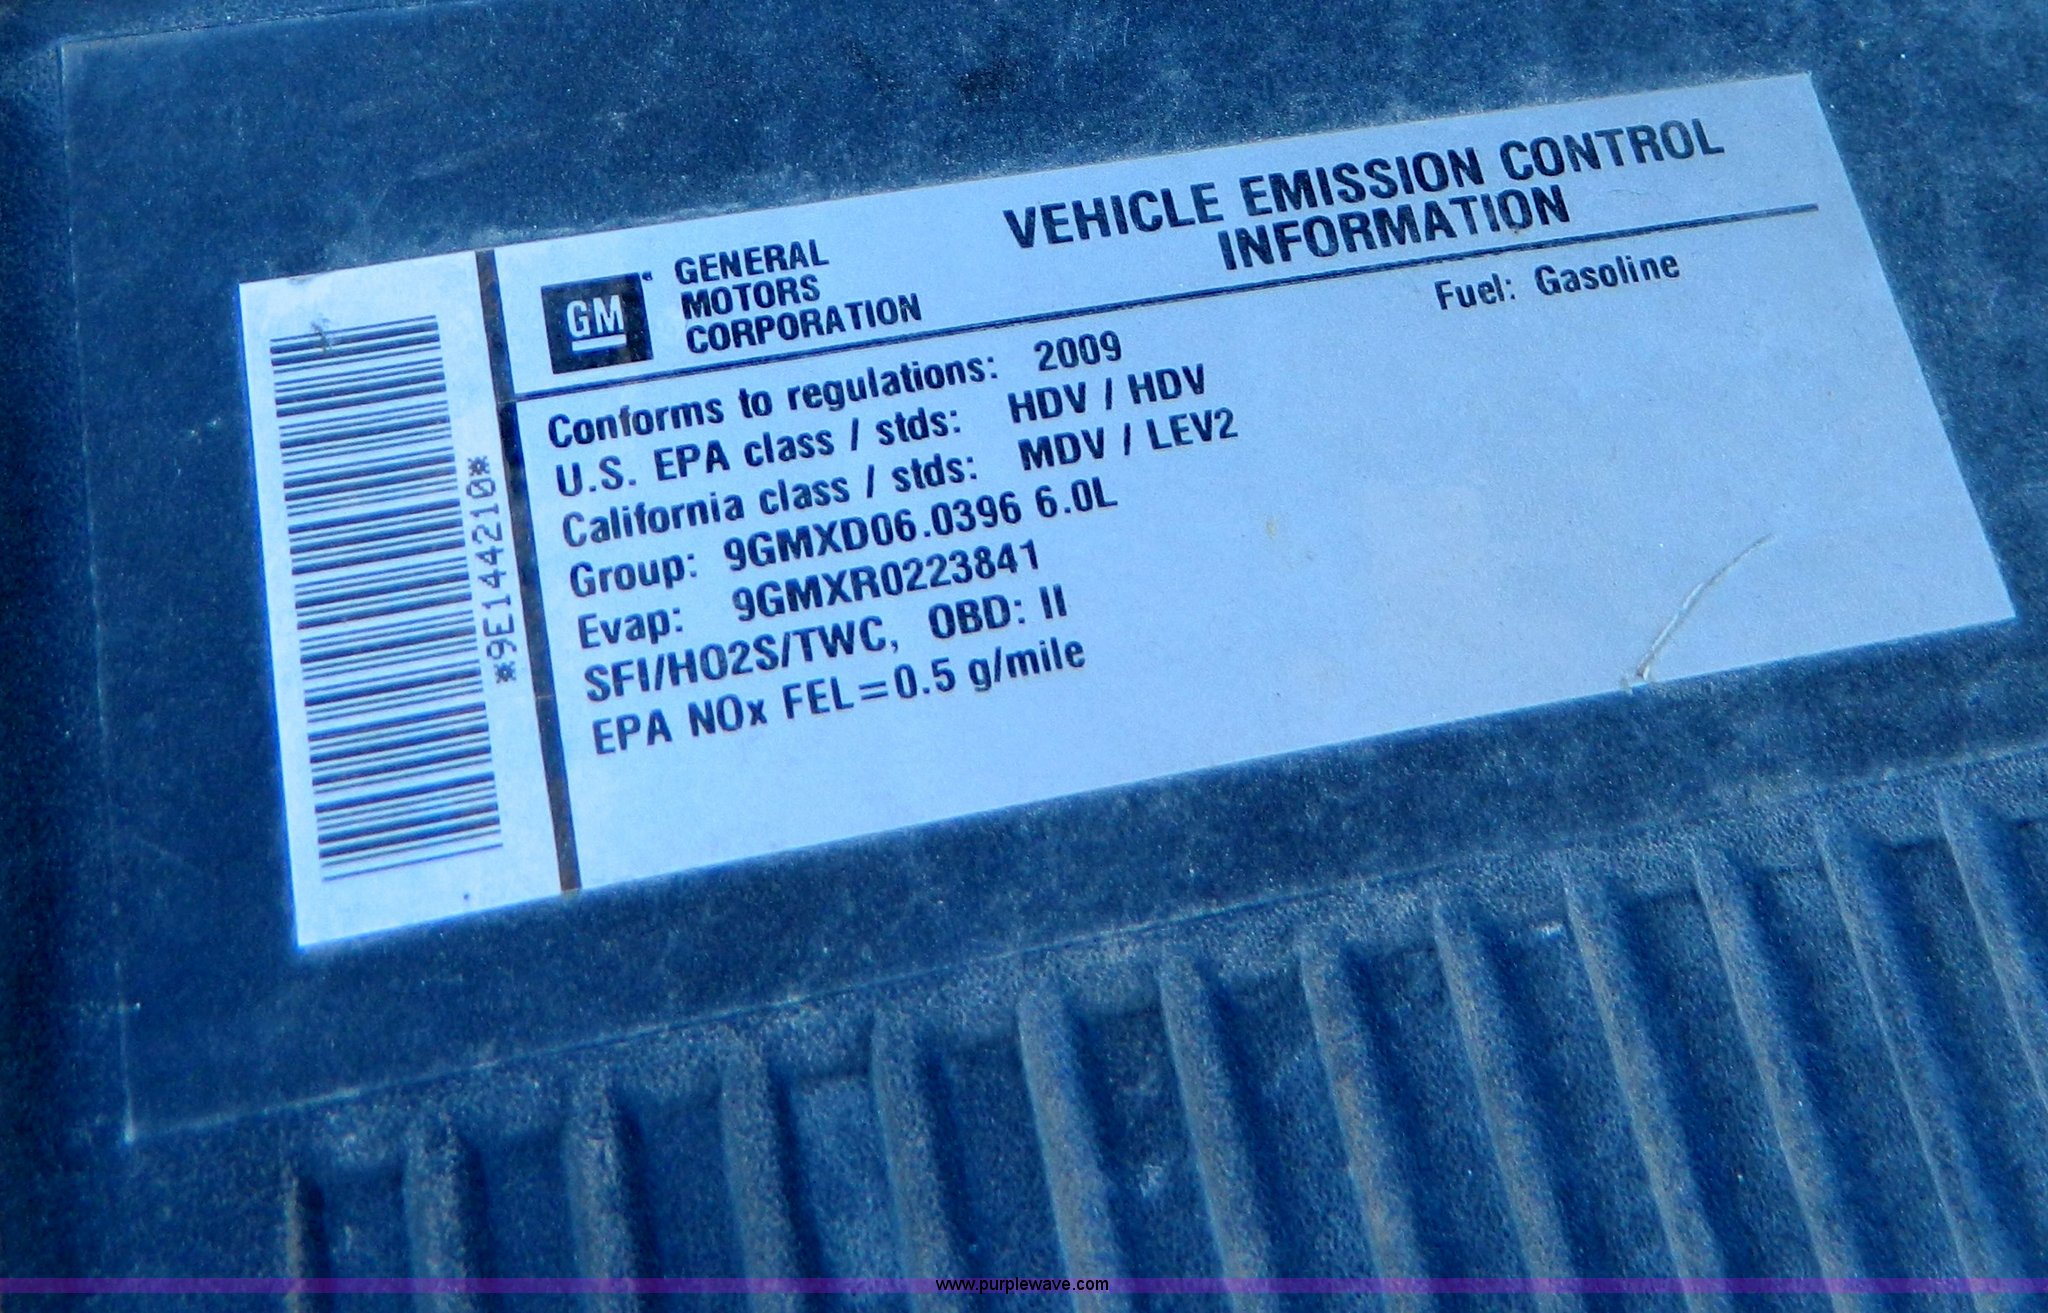 GM
GENERAL
MOTORS
CORPORATION
VEHICLE EMISSION CONTROL
INFORMATION
Fuel: Gasoline
Conforms to regulations: 2009
U.S. EPA class / stds: HDV / HDV
California class / stds: MDV / LEV2
Group: 9GMXD06.0396 6.0L
Evap: 9GMXR0223841
SFI/HO2S/TWC, OBD: II
EPA NOx FEL=0.5 g/mile
*9E1442210*
www.purplewave.com